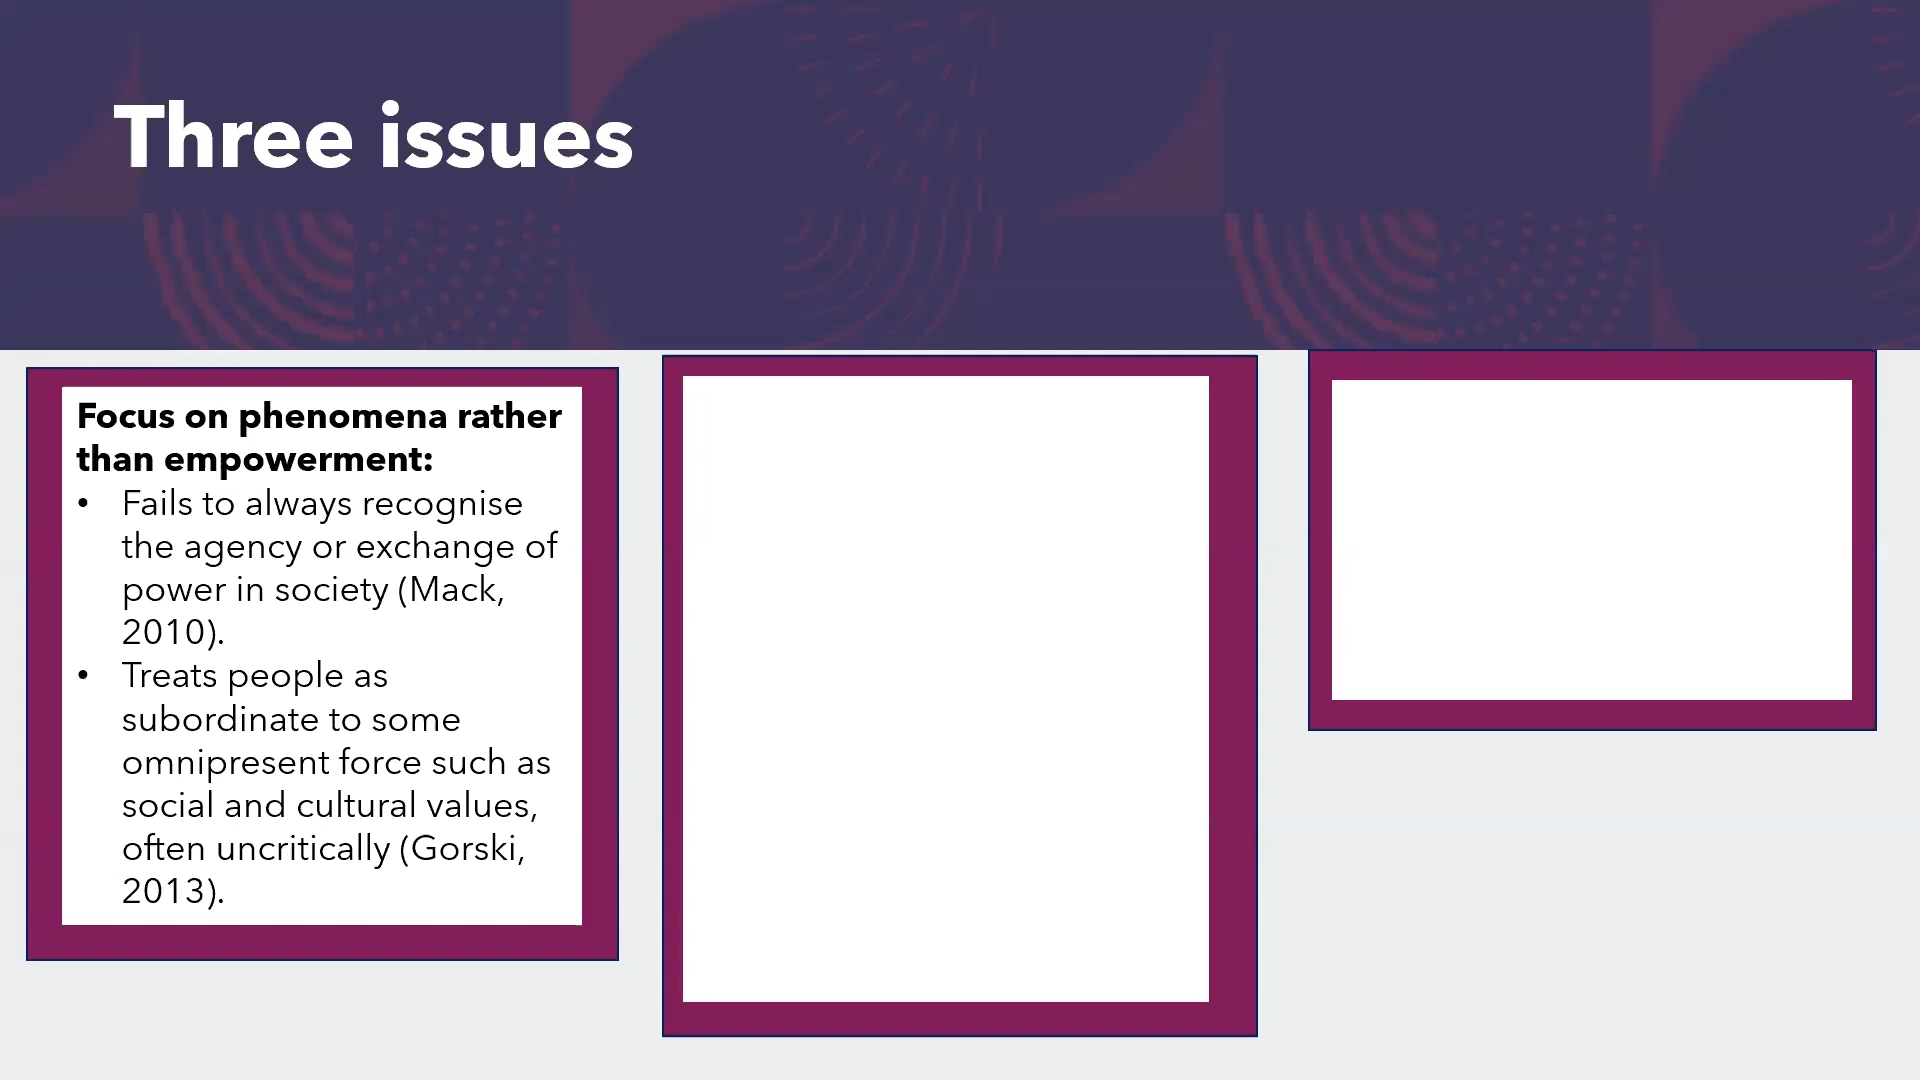 Three issues
Focus on phenomena rather
than empowerment:
• Fails to always recognise
the agency or exchange of
power in society (Mack,
2010).
• Treats people as
subordinate to some
omnipresent force such as
social and cultural values,
often uncritically (Gorski,
2013).